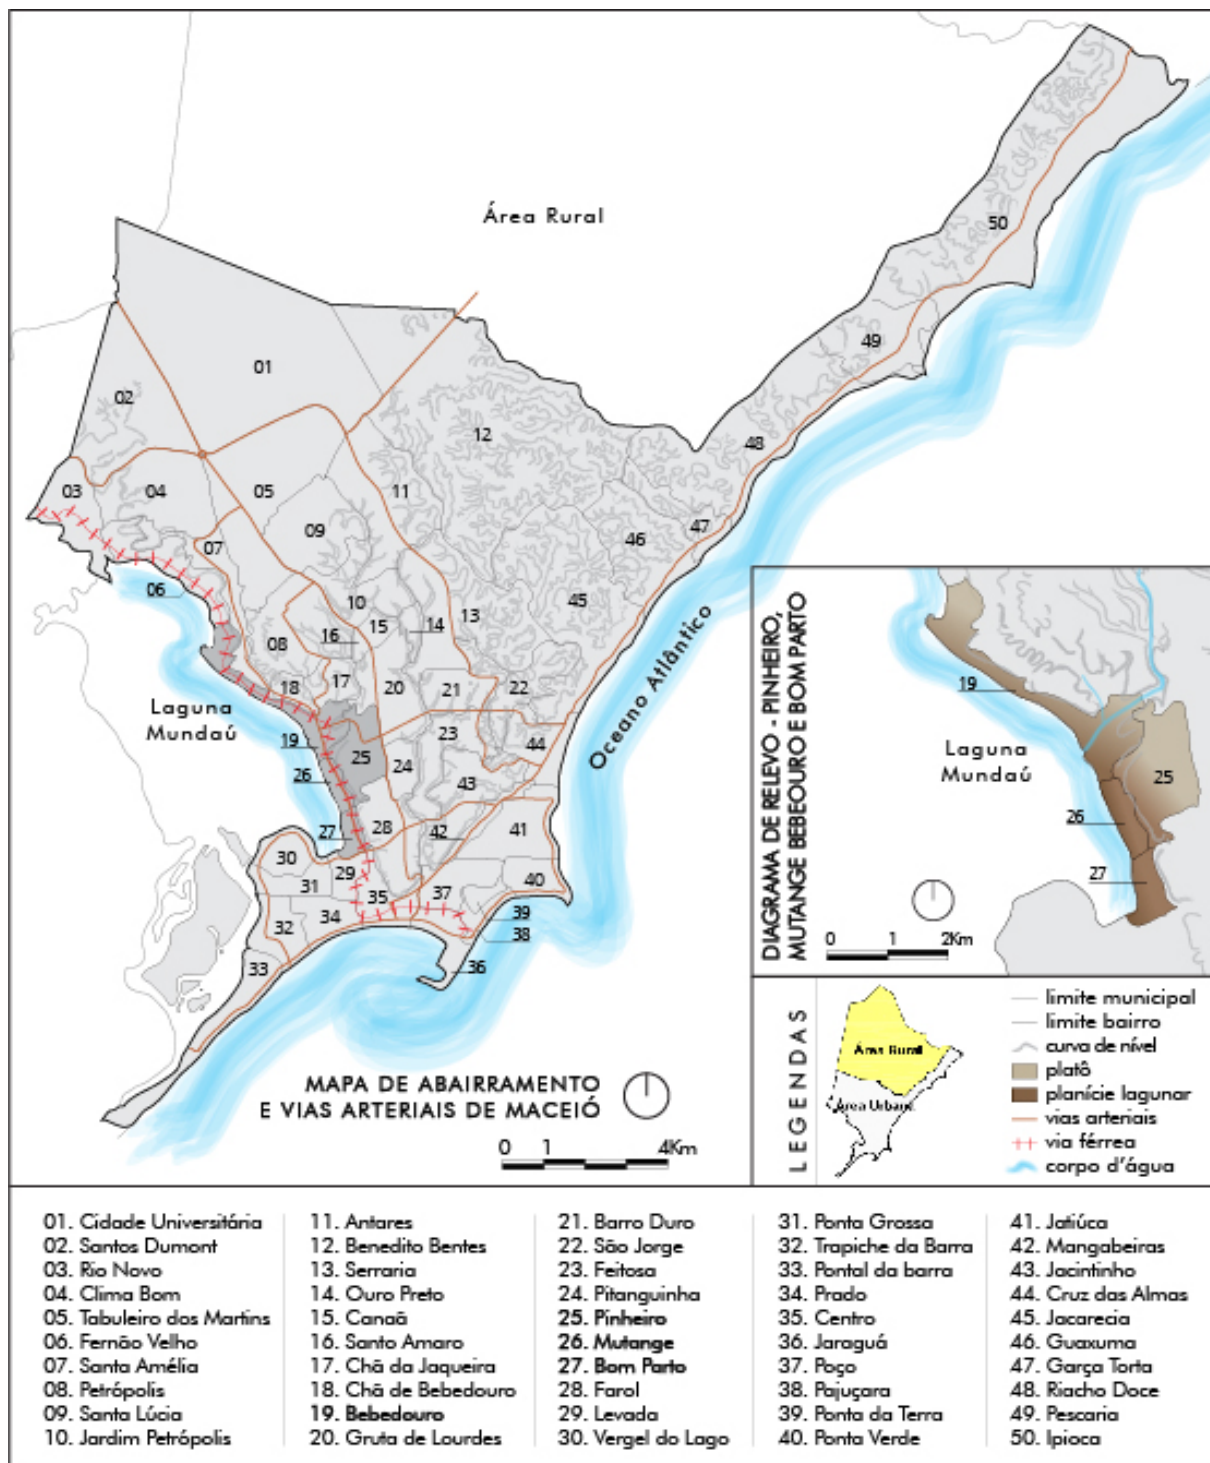 Área Rural
50
49
01
02
12
48
03
04
05
11
09
46
47
07
06
10
45
16
15
14
13
08
17
18
20
21
22
Laguna
Mundaú
19
25
23
44
26
24
43
Oceano Atlântico
27
28
42
41
30
29
31
35
37
40
34
32
39
38
33
36
MAPA DE ABAIRRAMENTO
E VIAS ARTERIAIS DE MACEIÓ
0 1 4Km
DIAGRAMA DE RELEVO - PINHEIRO,
MUTANGE BEBEOURO E BOM PARTO
19
Laguna
Mundaú
25
26
27
0 1 2Km
LEGENDAS
Área Rural
Área Urbana
limite municipal
limite bairro
curva de nível
platô
planície lagunar
vias arteriais
via férrea
corpo d'água
01. Cidade Universitária
02. Santos Dumont
03. Rio Novo
04. Clima Bom
05. Tabuleiro dos Martins
06. Fernão Velho
07. Santa Amélia
08. Petrópolis
09. Santa Lúcia
10. Jardim Petrópolis
11. Antares
12. Benedito Bentes
13. Serraria
14. Ouro Preto
15. Canaã
16. Santo Amaro
17. Chã da Jaqueira
18. Chã de Bebedouro
19. Bebedouro
20. Gruta de Lourdes
21. Barro Duro
22. São Jorge
23. Feitosa
24. Pitanguinha
25. Pinheiro
26. Mutange
27. Bom Parto
28. Farol
29. Levada
30. Vergel do Lago
31. Ponta Grossa
32. Trapiche da Barra
33. Pontal da barra
34. Prado
35. Centro
36. Jaraguá
37. Poço
38. Pajuçara
39. Ponta da Terra
40. Ponta Verde
41. Jatiúca
42. Mangabeiras
43. Jacintinho
44. Cruz das Almas
45. Jacarecia
46. Guaxuma
47. Garça Torta
48. Riacho Doce
49. Pescaria
50. Ipioca